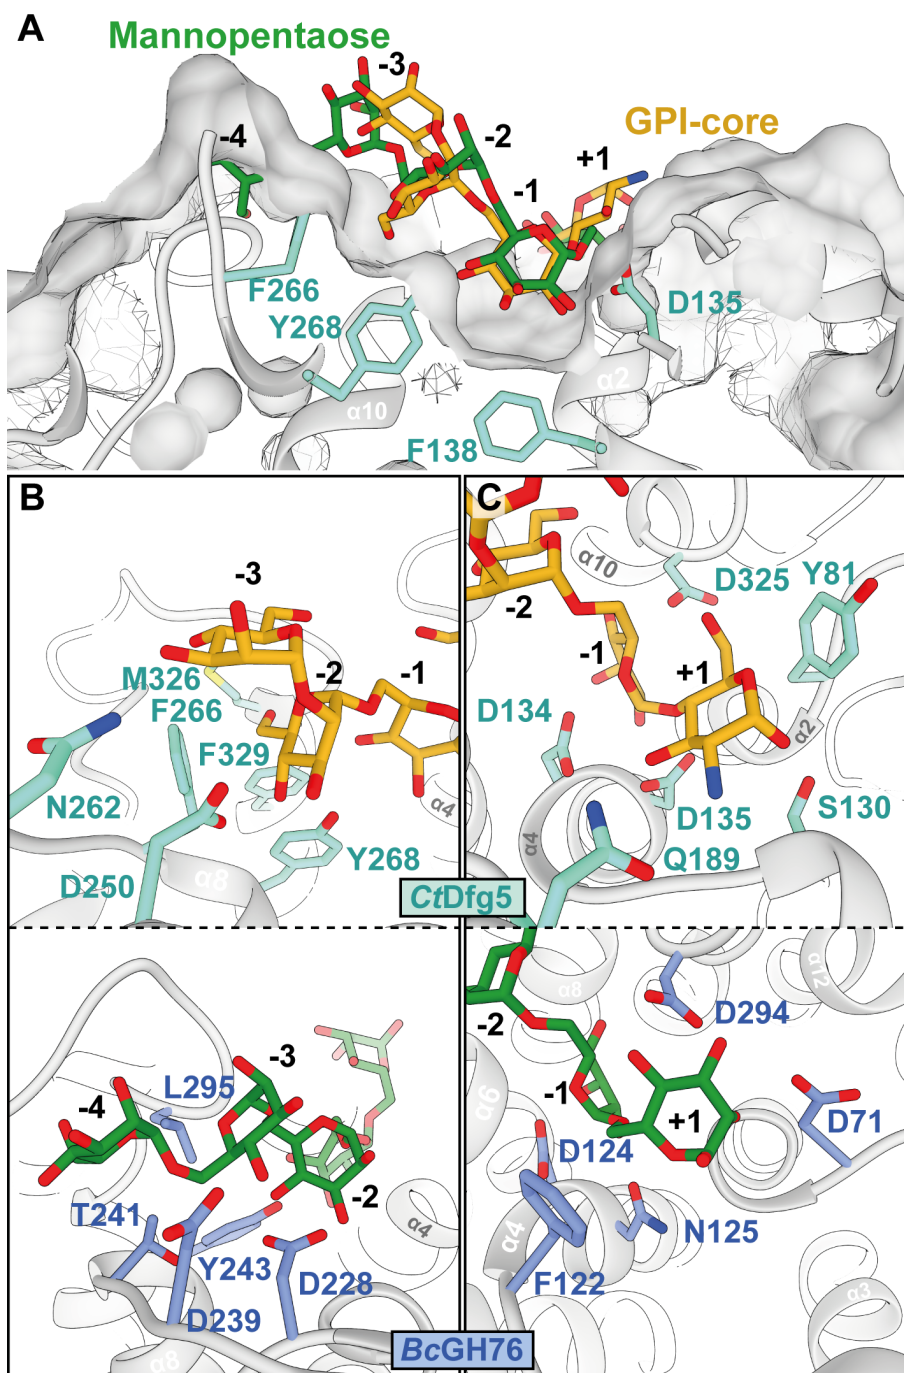 A
Mannopentaose
-3
GPI-core
-4
-2
+1
-1
F266
D135
Y268
α2
α10
F138
B
-3
-2
-1
M326
F266
F329
N262
α4
D250
α8
Y268
C
α10
D325
Y81
-2
-1
+1
D134
α2
D135
S130
α4
Q189
CtDfg5
-3
L295
-4
-2
T241
α4
Y243
D228
D239
α8
α8
α12
-2
D294
α6
-1
+1
D71
D124
α4
N125
F122
α3
BcGH76